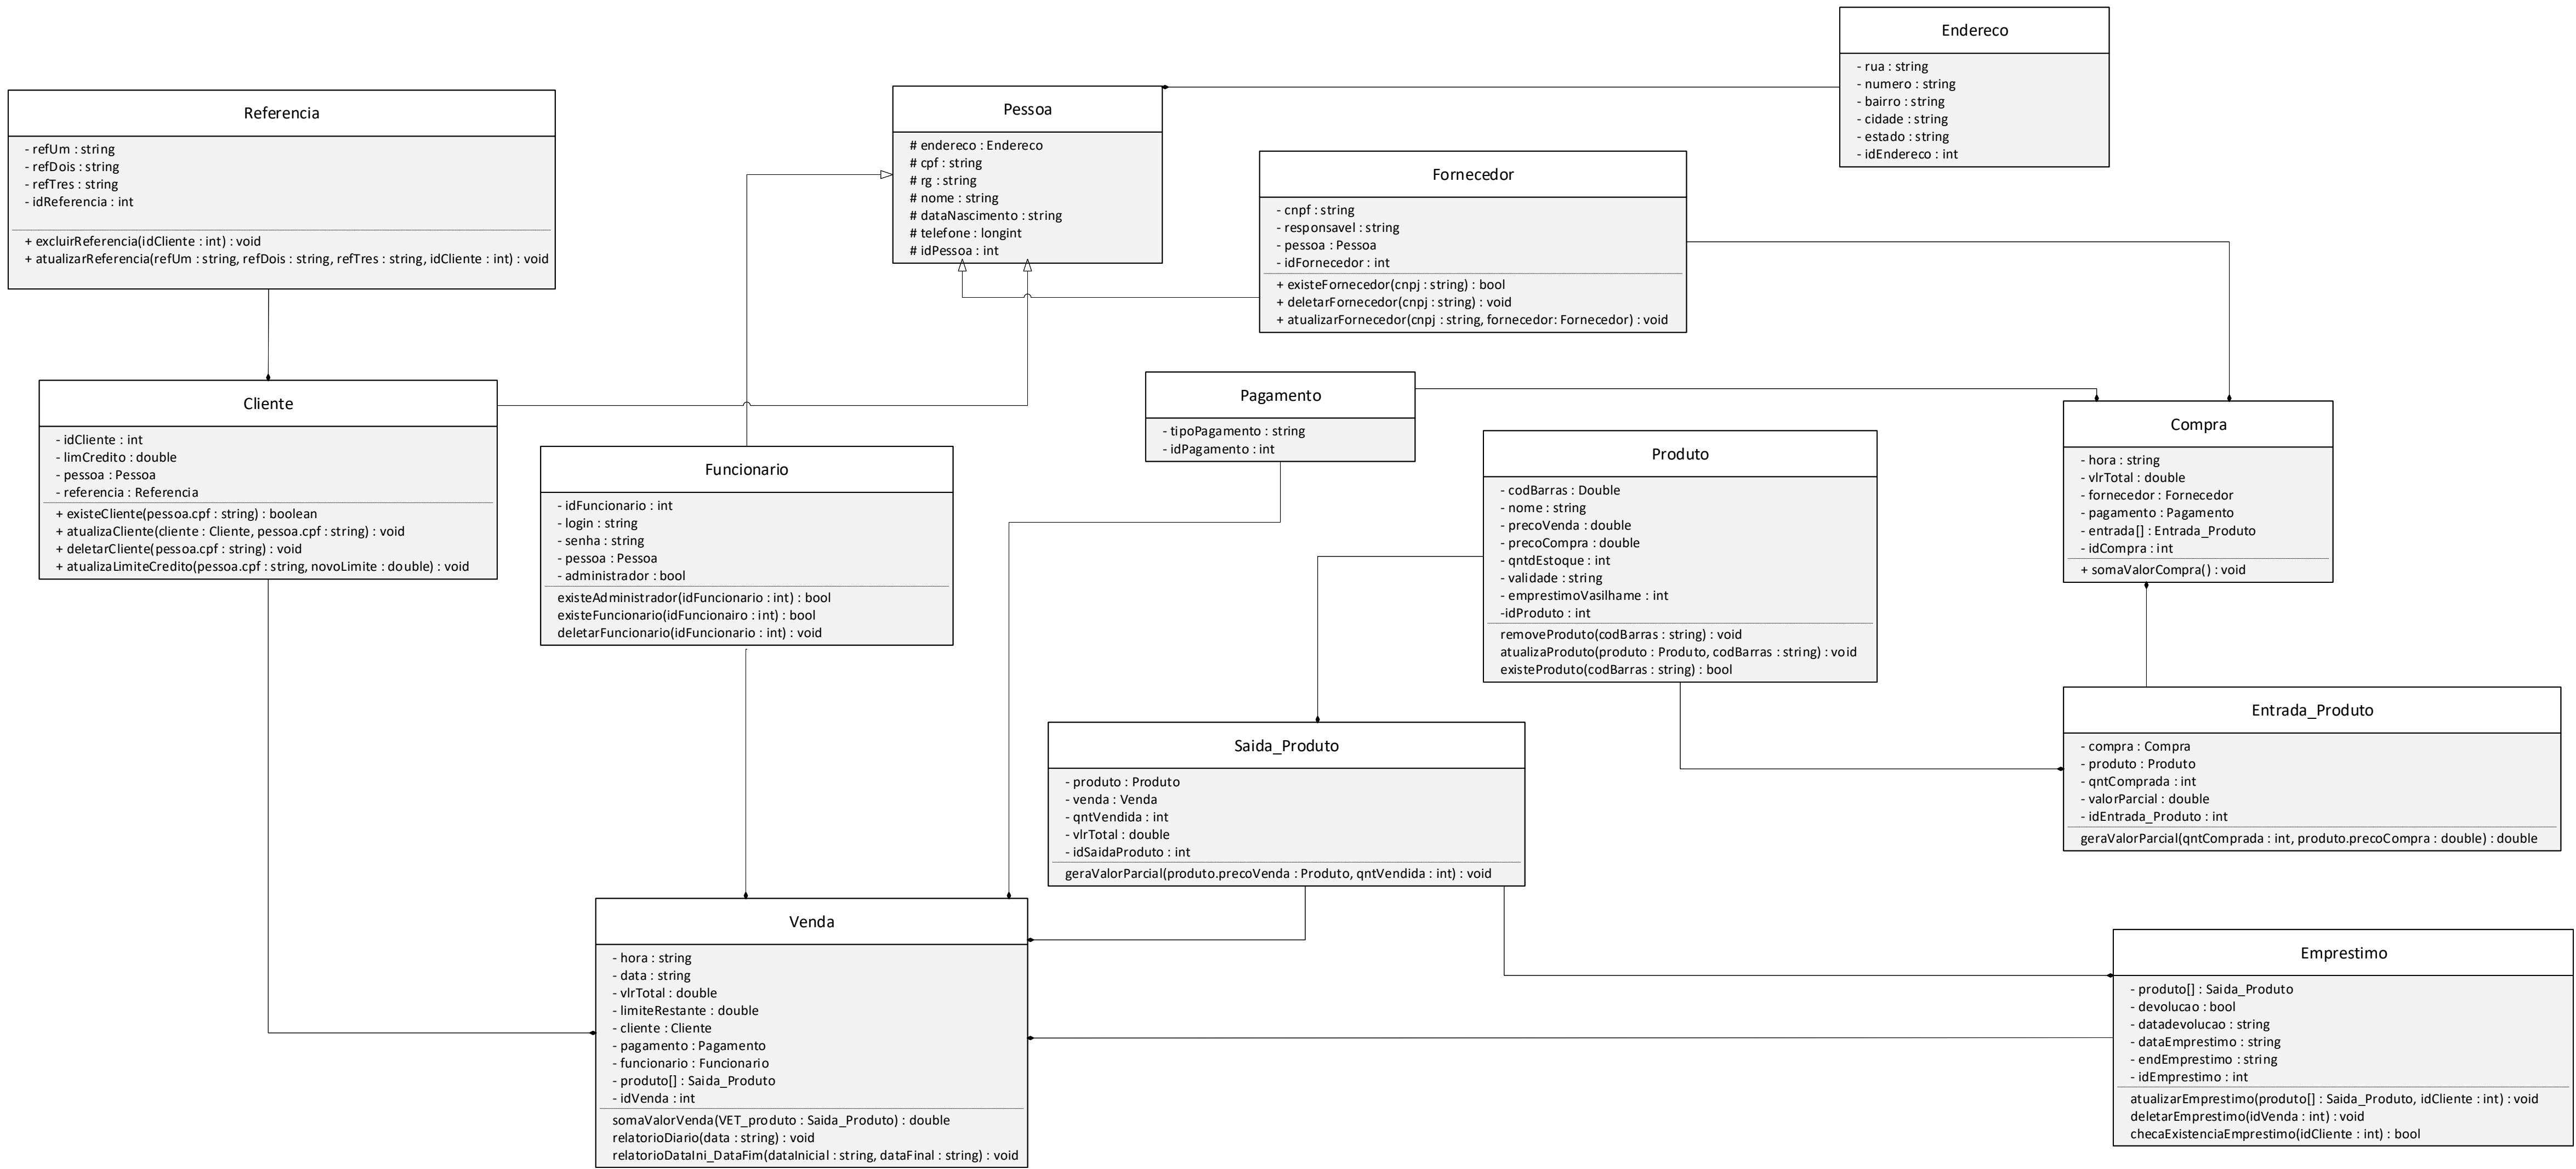 Endereco
- rua : string
- numero : string
- bairro : string
- cidade : string
- estado : string
- idEndereco : int
Referencia
- refUm : string
- refDois : string
- refTres : string
- idReferencia : int
+ excluirReferencia(idCliente : int) : void
+ atualizarReferencia(refUm : string, refDois : string, refTres : string, idCliente : int) : void
Pessoa
# endereco : Endereco
# cpf : string
# rg : string
# nome : string
# dataNascimento : string
# telefone : longint
# idPessoa : int
Fornecedor
- cnpf : string
- responsavel : string
- pessoa : Pessoa
- idFornecedor : int
+ existeFornecedor(cnpj : string) : bool
+ deletarFornecedor(cnpj : string) : void
+ atualizarFornecedor(cnpj : string, fornecedor: Fornecedor) : void
Cliente
- idCliente : int
- limCredito : double
- pessoa : Pessoa
- referencia : Referencia
+ existeCliente(pessoa.cpf : string) : boolean
+ atualizaCliente(cliente : Cliente, pessoa.cpf : string) : void
+ deletarCliente(pessoa.cpf : string) : void
+ atualizaLimiteCredito(pessoa.cpf : string, novoLimite : double) : void
Funcionario
- idFuncionario : int
- login : string
- senha : string
- pessoa : Pessoa
- administrador : bool
existeAdministrador(idFuncionario : int) : bool
existeFuncionario(idFuncionairo : int) : bool
deletarFuncionario(idFuncionario : int) : void
Pagamento
- tipoPagamento : string
- idPagamento : int
Produto
- codBarras : Double
- nome : string
- precoVenda : double
- precoCompra : double
- qntdEstoque : int
- validade : string
- emprestimoVasilhame : int
-idProduto : int
removeProduto(codBarras : string) : void
atualizaProduto(produto : Produto, codBarras : string) : void
existeProduto(codBarras : string) : bool
Compra
- hora : string
- vlrTotal : double
- fornecedor : Fornecedor
- pagamento : Pagamento
- entrada[] : Entrada_Produto
- idCompra : int
+ somaValorCompra() : void
Saida_Produto
- produto : Produto
- venda : Venda
- qntVendida : int
- vlrTotal : double
- idSaidaProduto : int
geraValorParcial(produto.precoVenda : Produto, qntVendida : int) : void
Entrada_Produto
- compra : Compra
- produto : Produto
- qntComprada : int
- valorParcial : double
- idEntrada_Produto : int
geraValorParcial(qntComprada : int, produto.precoCompra : double) : double
Venda
- hora : string
- data : string
- vlrTotal : double
- limiteRestante : double
- cliente : Cliente
- pagamento : Pagamento
- funcionario : Funcionario
- produto[] : Saida_Produto
- idVenda : int
somaValorVenda(VET_produto : Saida_Produto) : double
relatorioDiario(data : string) : void
relatorioDataIni_DataFim(dataInicial : string, dataFinal : string) : void
Emprestimo
- produto[] : Saida_Produto
- devolucao : bool
- datadevolucao : string
- dataEmprestimo : string
- endEmprestimo : string
- idEmprestimo : int
atualizarEmprestimo(produto[] : Saida_Produto, idCliente : int) : void
deletarEmprestimo(idVenda : int) : void
checaExistenciaEmprestimo(idCliente : int) : bool